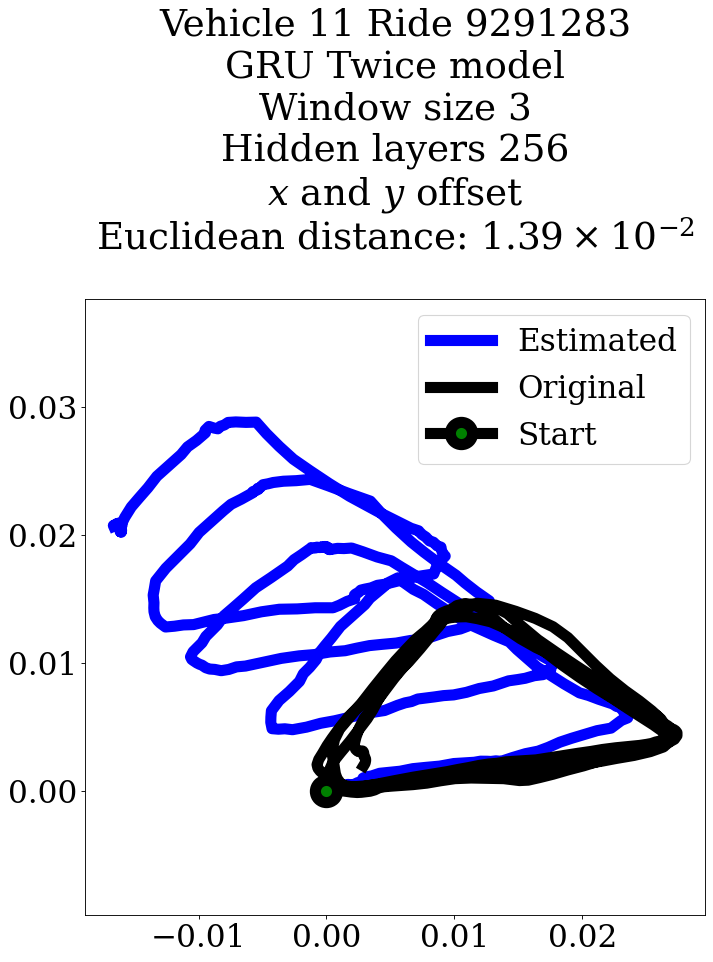 Vehicle 11 Ride 9291283
GRU Twice model
Window size 3
Hidden layers 256
x and y offset
Euclidean distance: 1.39 × 10⁻²
Estimated
Original
Start
0.03
0.02
0.01
0.00
−0.01 0.00 0.01 0.02